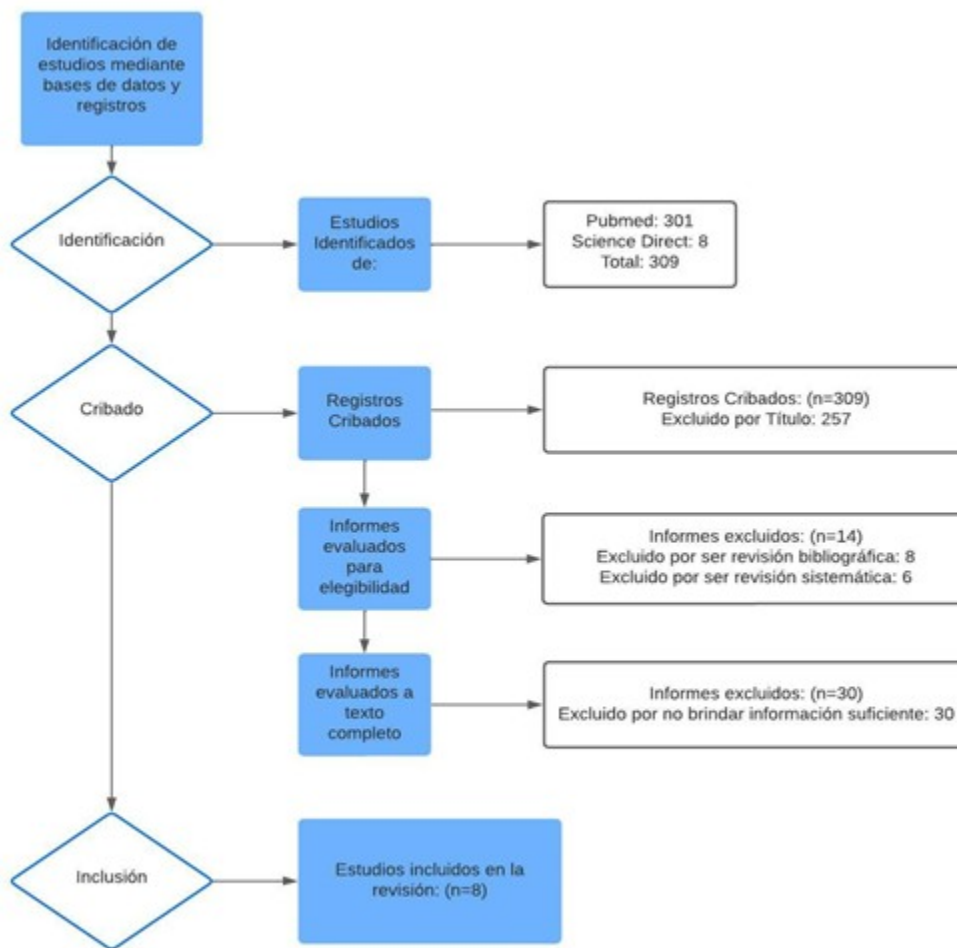 Identificación de
estudios mediante
bases de datos y
registros
Identificación
Estudios
Identificados
de:
Pubmed: 301
Science Direct: 8
Total: 309
Cribado
Registros
Cribados
Registros Cribados: (n=309)
Excluido por Título: 257
Informes
evaluados
para
elegibilidad
Informes excluidos: (n=14)
Excluido por ser revisión bibliográfica: 8
Excluido por ser revisión sistemática: 6
Informes
evaluados a
texto
completo
Informes excluidos: (n=30)
Excluido por no brindar información suficiente: 30
Inclusión
Estudios incluidos en la
revisión: (n=8)